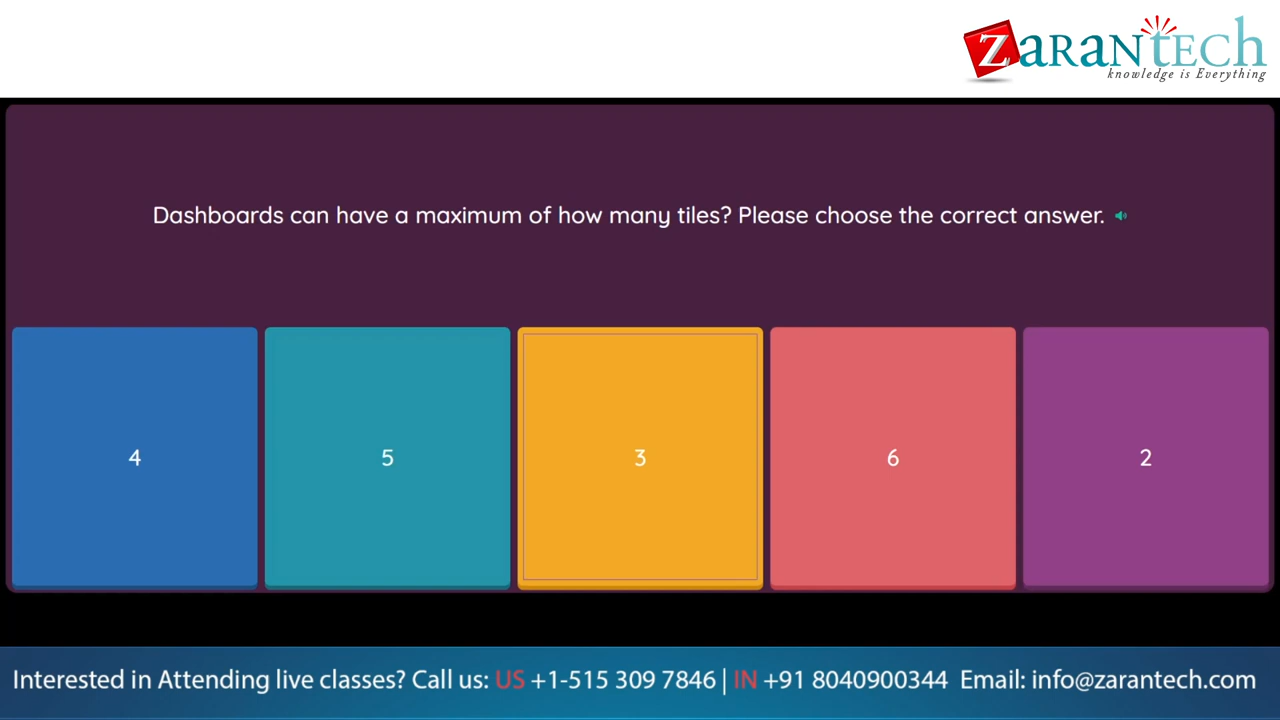 ZARANTECH
knowledge is Everything
Dashboards can have a maximum of how many tiles? Please choose the correct answer.
4
5
3
6
2
Interested in Attending live classes? Call us: US +1-515 309 7846 | IN +91 8040900344 Email: info@zarantech.com